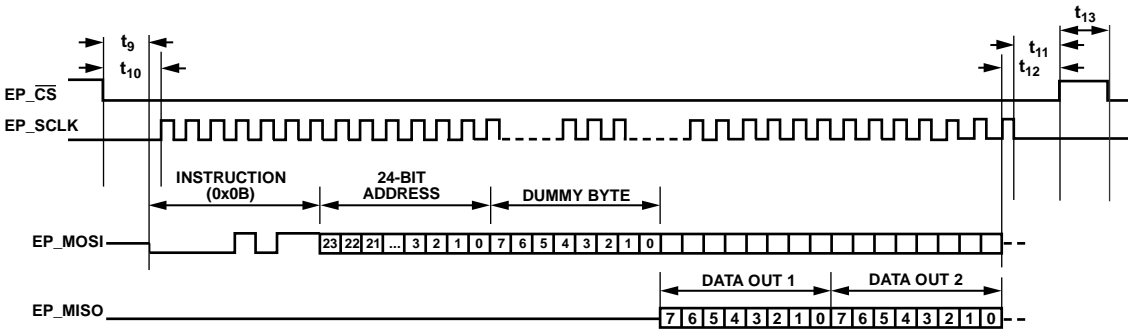 t9
t10
t13
t11
t12
EP_CS
EP_SCLK
INSTRUCTION
(0x0B)
24-BIT
ADDRESS
DUMMY BYTE
EP_MOSI
23 22 21 ... 3 2 1 0 7 6 5 4 3 2 1 0
DATA OUT 1
DATA OUT 2
EP_MISO
7 6 5 4 3 2 1 0 7 6 5 4 3 2 1 0